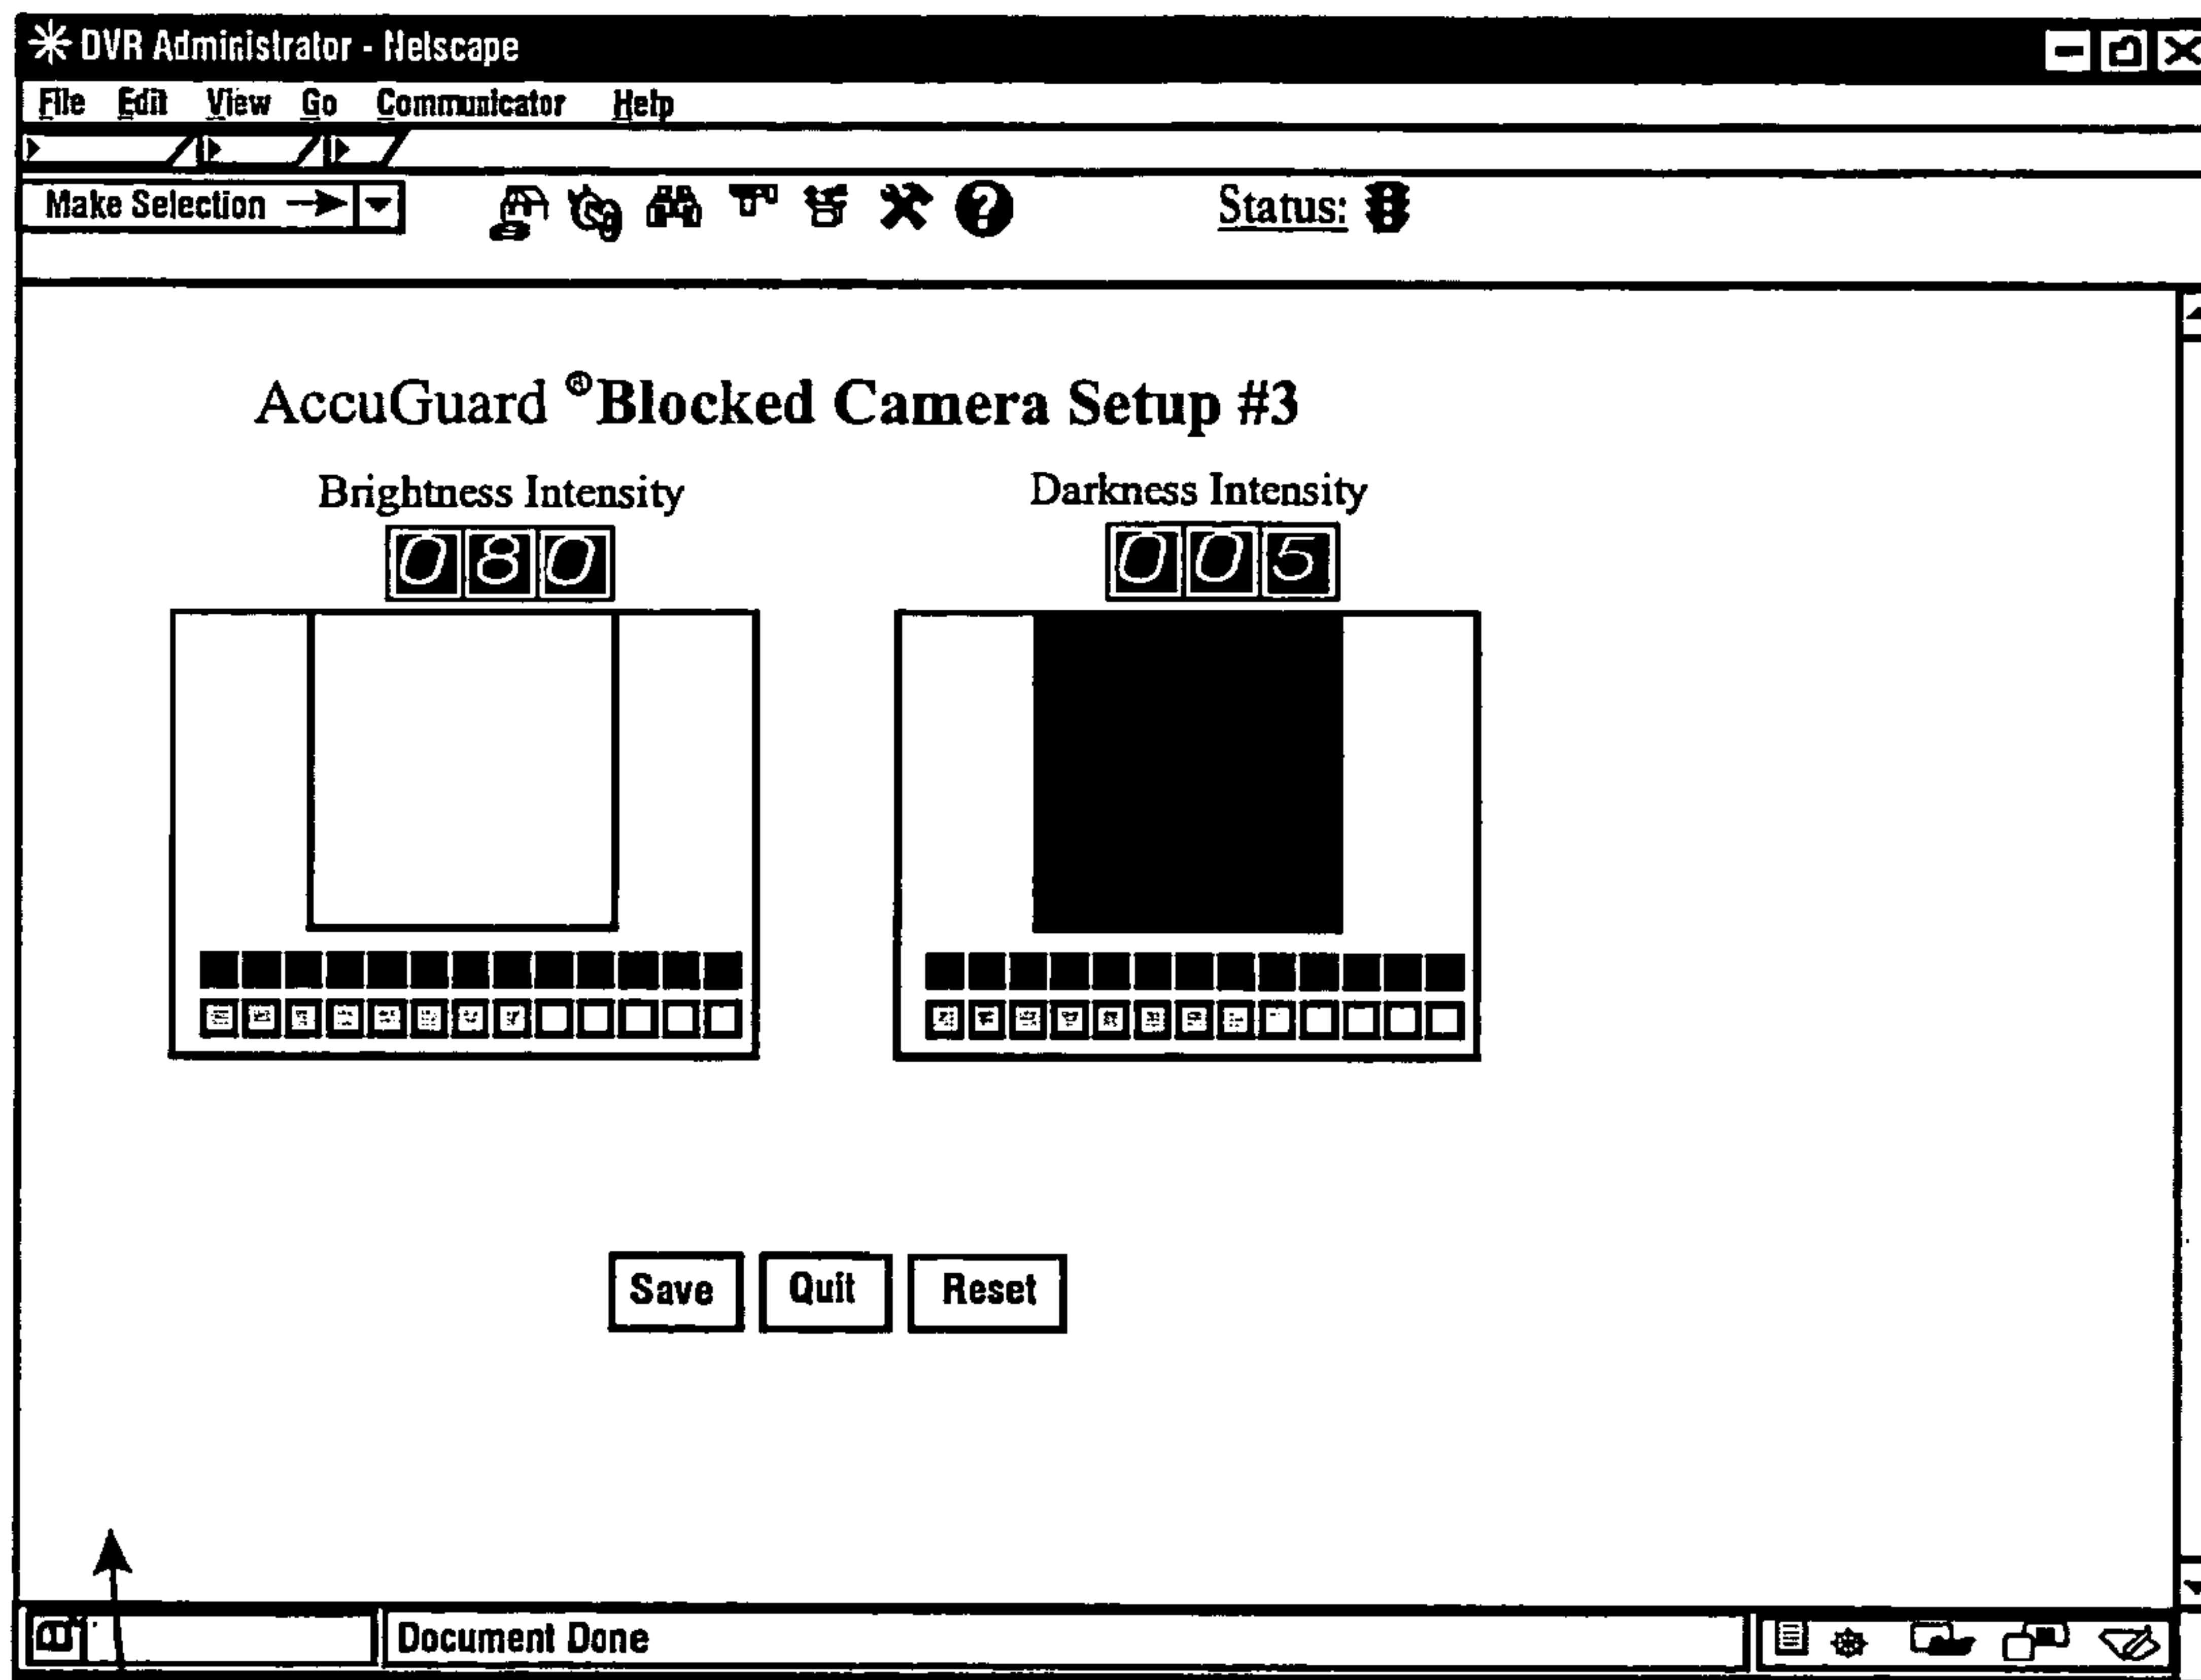 DVR Administrator - Netscape
File Edit View Go Communicator Help
Make Selection
? Status:
AccuGuard ®Blocked Camera Setup #3
Brightness Intensity Darkness Intensity
080 005
Save Quit Reset
Document Done